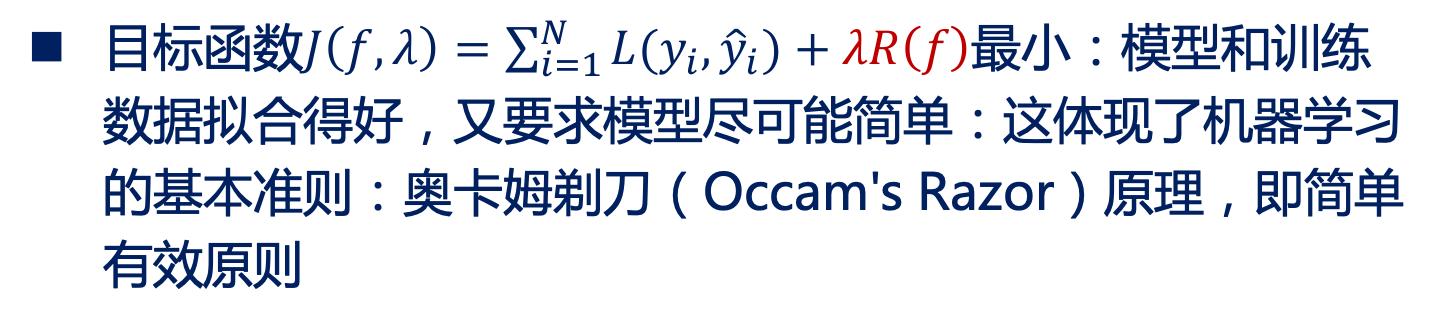 ■ 目标函数J(f, λ) = ∑_{i=1}^{N} L(y_i, ŷ_i) + λR(f)最小：模型和训练
数据拟合得好，又要求模型尽可能简单：这体现了机器学习
的基本准则：奥卡姆剃刀（Occam's Razor）原理，即简单
有效原则